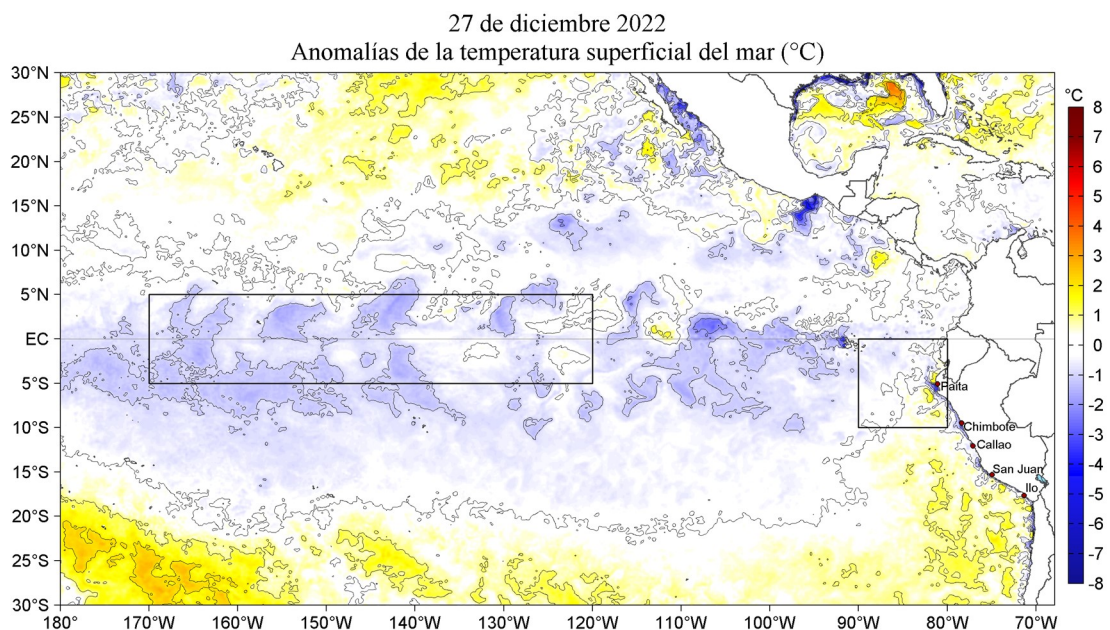 27 de diciembre 2022
Anomalías de la temperatura superficial del mar (°C)
30°N
25°N
20°N
15°N
10°N
5°N
EC
5°S
10°S
15°S
20°S
25°S
30°S
180 170°W 160°W 150°W 140°W 130°W 120°W 110°W 100°W 90°W 80°W 70°W
Paita
Chimbote
Callao
San Juan
Ilo
°C
8
7
6
5
4
3
2
1
0
-1
-2
-3
-4
-5
-6
-7
-8